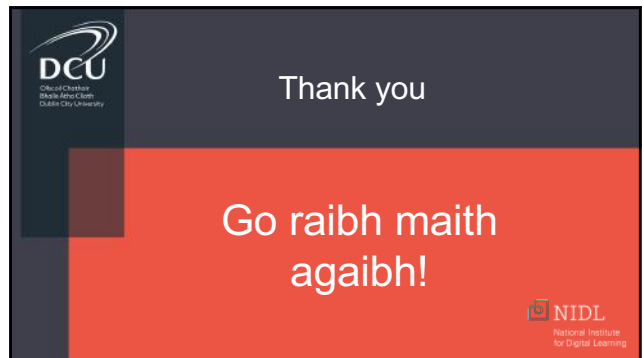 DCU
Ollscoil Chathair
Bhaile Átha Cliath
Dublin City University
Thank you
Go raibh maith
agaibh!
NIDL
National Institute
for Digital Learning